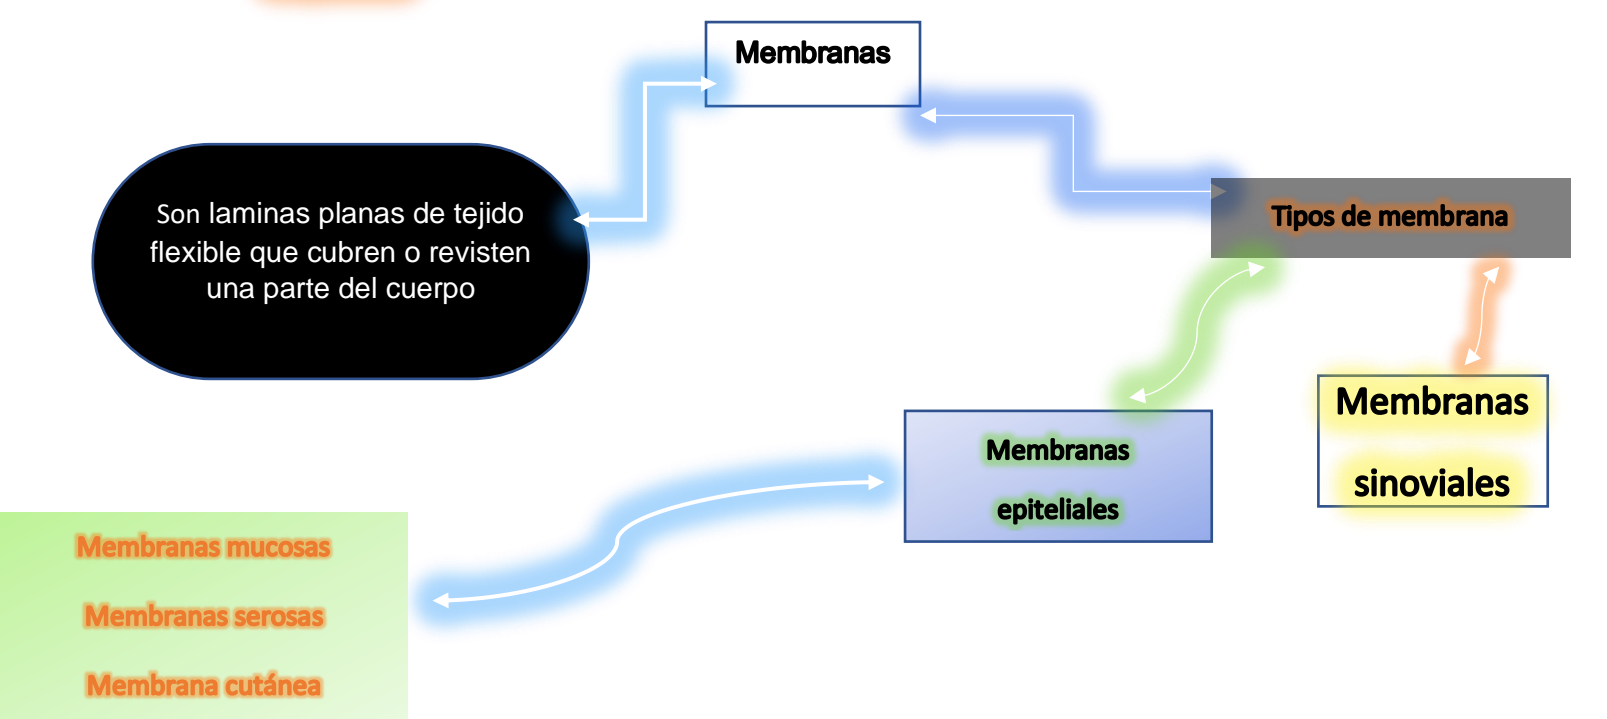 Membranas
Son laminas planas de tejido
flexible que cubren o revisten
una parte del cuerpo
Tipos de membrana
Membranas
sinoviales
Membranas
epiteliales
Membranas mucosas
Membranas serosas
Membrana cutánea